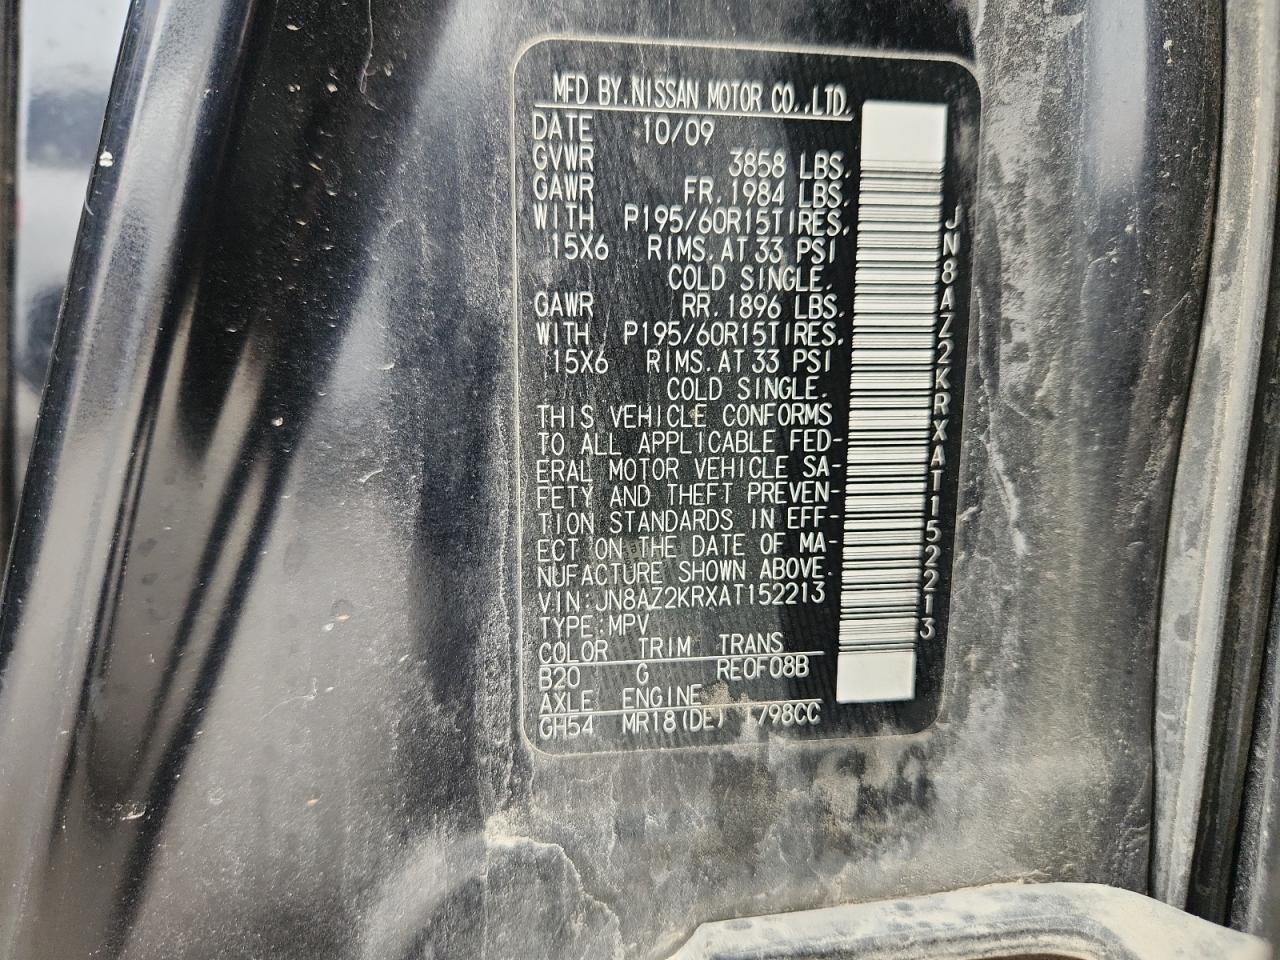 MFD BY.NISSAN MOTOR CO.,LTD.
DATE 10/09
GVWR 3858 LBS.
GAWR FR. 1984 LBS.
WITH P195/60R15TIRES.
15X6 RIMS. AT 33 PSI
COLD SINGLE.
GAWR RR. 1896 LBS.
WITH P195/60R15TIRES.
15X6 RIMS. AT 33 PSI
COLD SINGLE.
THIS VEHICLE CONFORMS
TO ALL APPLICABLE FED-
ERAL MOTOR VEHICLE SA-
FETY AND THEFT PREVEN-
TION STANDARDS IN EFF-
ECT ON THE DATE OF MA-
NUFACTURE SHOWN ABOVE.
VIN:JN8AZ2KRXAT152213
TYPE:MPV
COLOR TRIM TRANS
B20 G RE0F08B
AXLE ENGINE
GH54 MR18(DE) 1798CC
JN8AZ2KRXAT152213